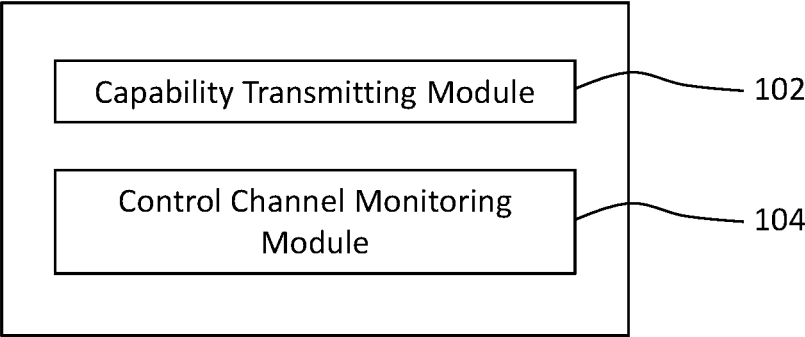 Capability Transmitting Module
102
Control Channel Monitoring
Module
104